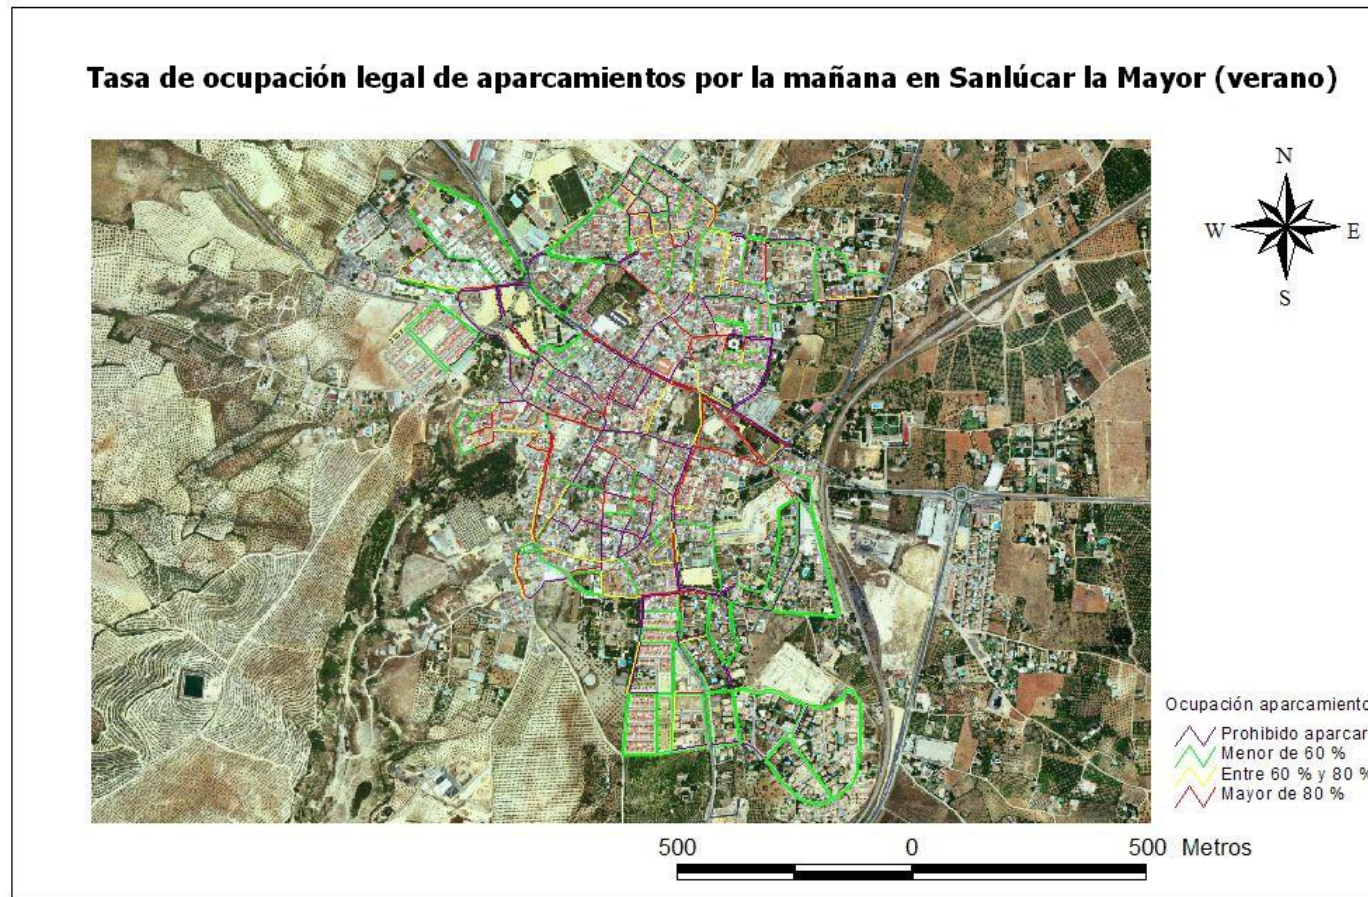 Tasa de ocupación legal de aparcamientos por la mañana en Sanlúcar la Mayor (verano)
N
W E
S
Ocupación aparcamiento
Prohibido aparcar
Menor de 60 %
Entre 60 % y 80 %
Mayor de 80 %
500 0 500 Metros